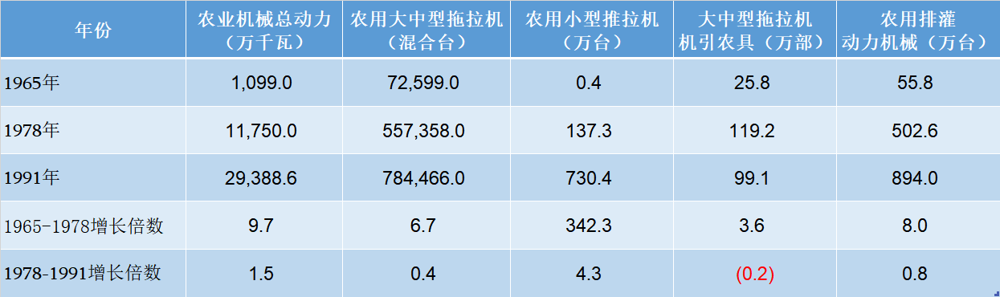 年份 农业机械总动力（万千瓦） 农用大中型拖拉机（混合台） 农用小型推拉机（万台） 大中型拖拉机机引农具（万部） 农用排灌动力机械（万台）
1965年 1,099.0 72,599.0 0.4 25.8 55.8
1978年 11,750.0 557,358.0 137.3 119.2 502.6
1991年 29,388.6 784,466.0 730.4 99.1 894.0
1965-1978增长倍数 9.7 6.7 342.3 3.6 8.0
1978-1991增长倍数 1.5 0.4 4.3 (0.2) 0.8